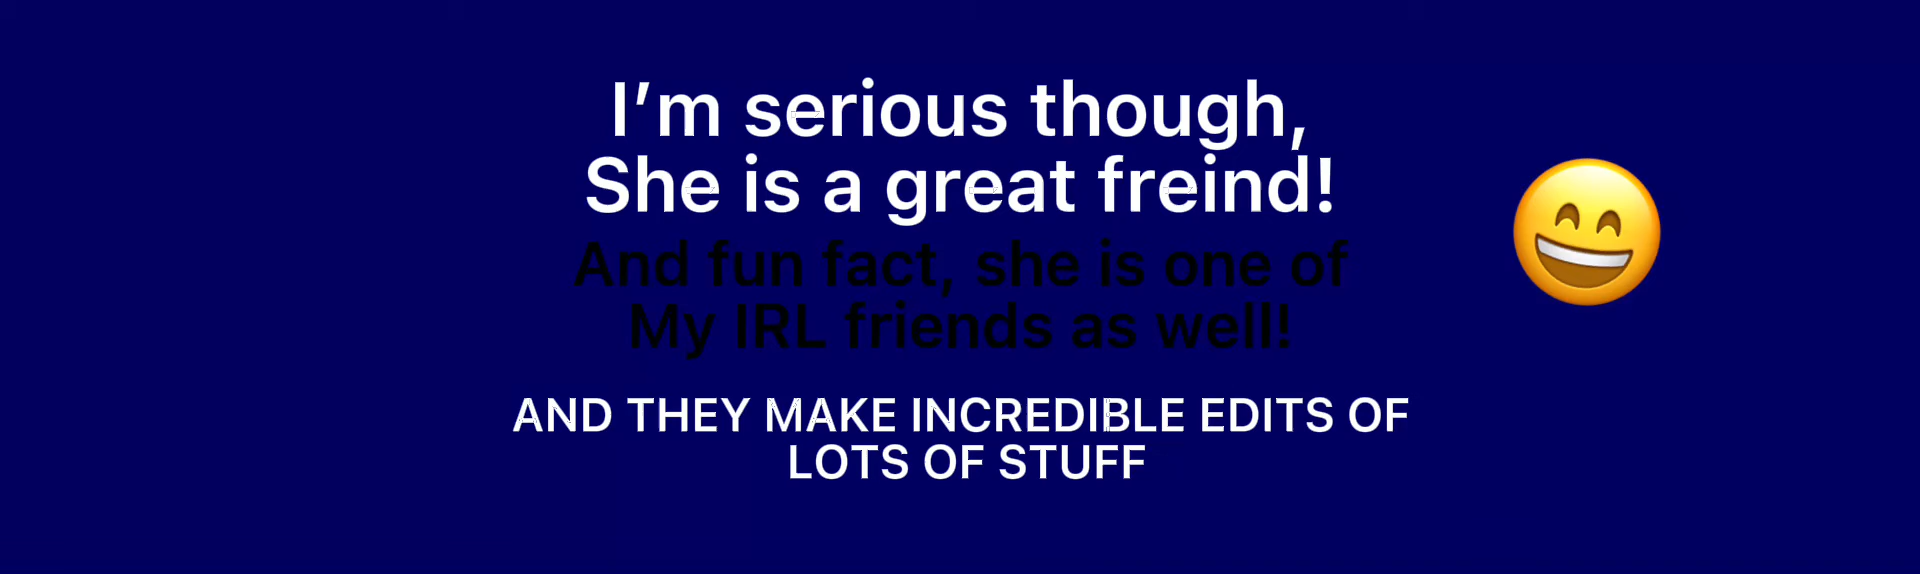 I’m serious though,
She is a great freind!
And fun fact, she is one of
My IRL friends as well!
AND THEY MAKE INCREDIBLE EDITS OF
LOTS OF STUFF